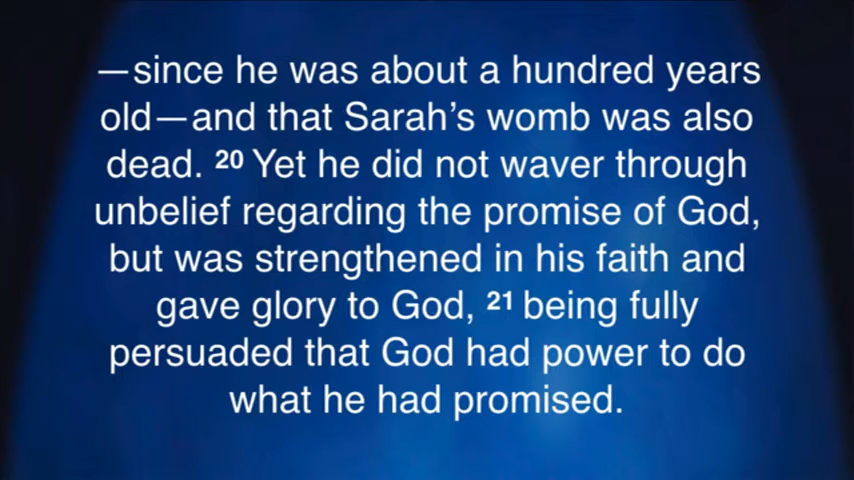 —since he was about a hundred years
old—and that Sarah’s womb was also
dead. 20 Yet he did not waver through
unbelief regarding the promise of God,
but was strengthened in his faith and
gave glory to God, 21 being fully
persuaded that God had power to do
what he had promised.